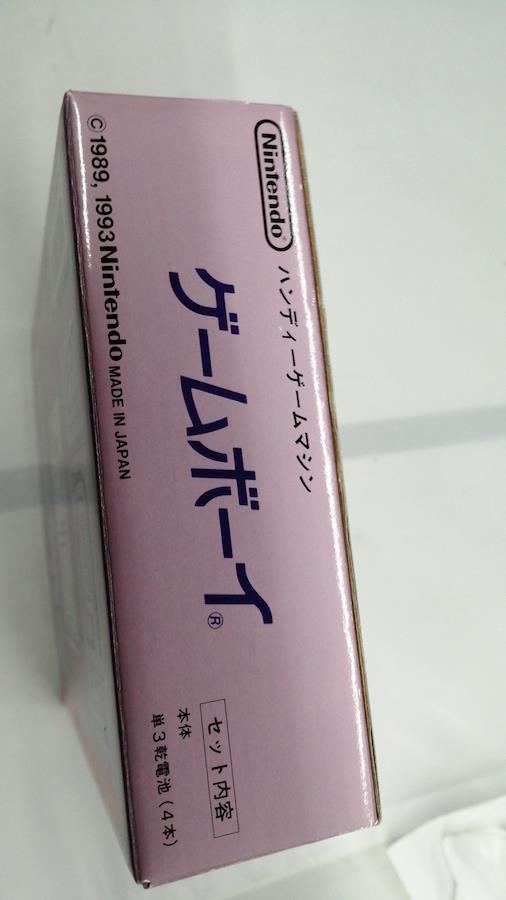 Nintendo®
ハンディーゲームマシン
ゲームボーイ®
セット内容
本体
単3乾電池(4本)
©1989, 1993 Nintendo MADE IN JAPAN